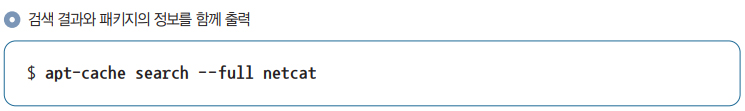 검색 결과와 패키지의 정보를 함께 출력
$ apt-cache search --full netcat